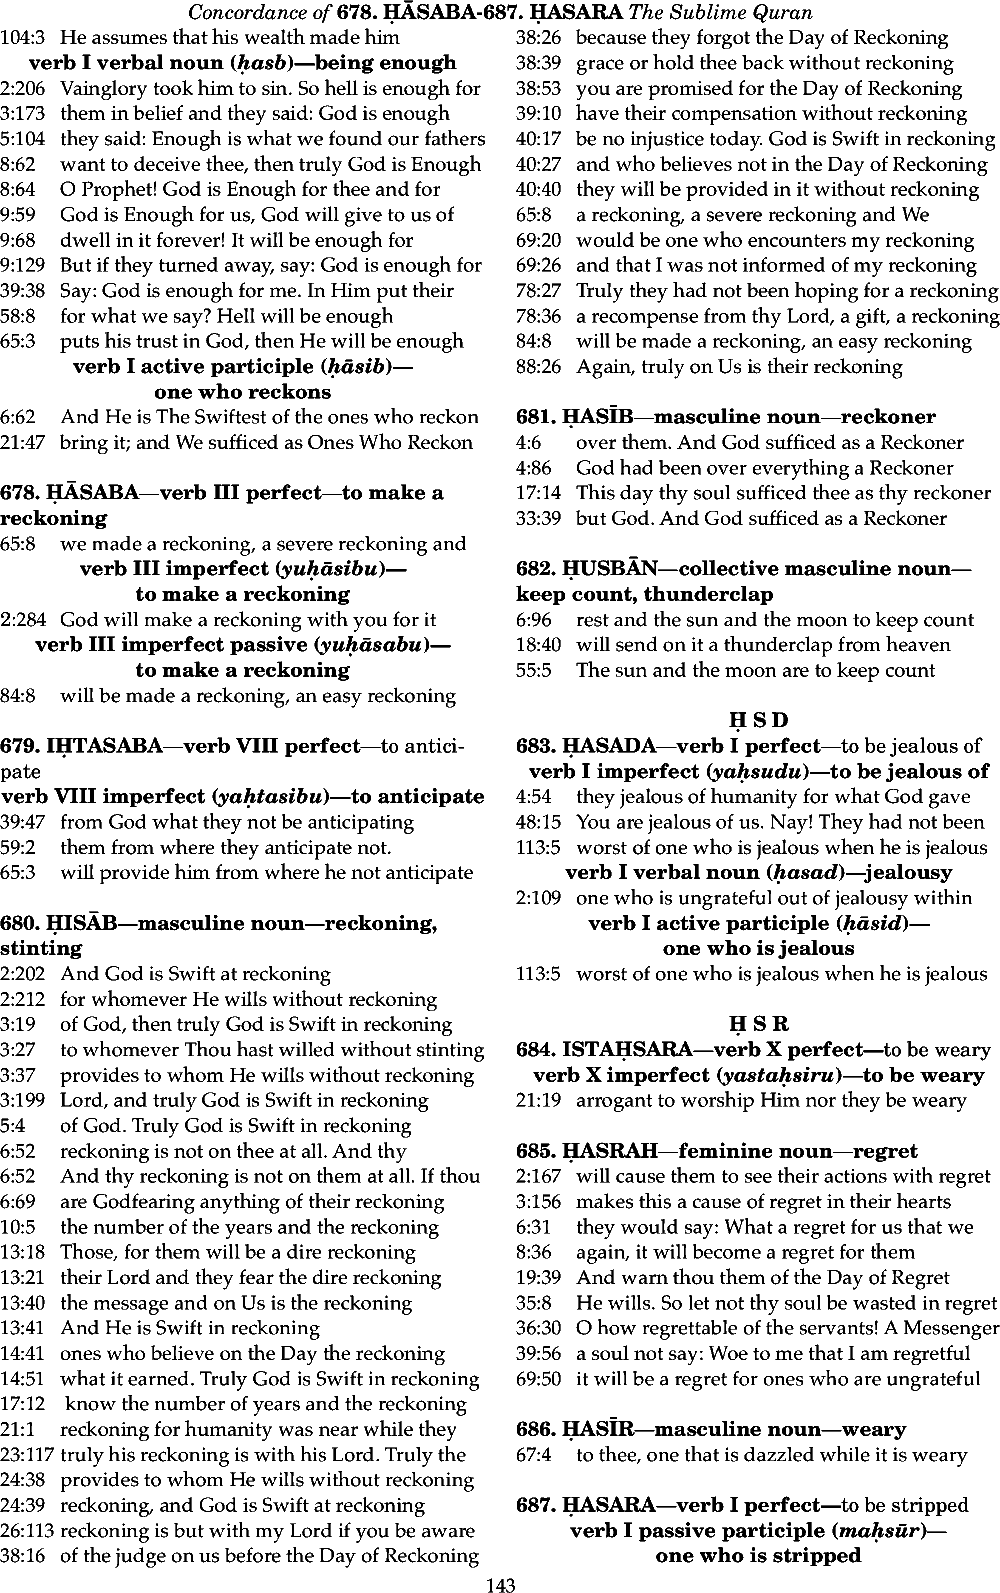 Concordance of 678. ḤĀSABA-687. ḤASARA The Sublime Quran
104:3 He assumes that his wealth made him
verb I verbal noun (ḥasb)—being enough
2:206 Vainglory took him to sin. So hell is enough for
3:173 them in belief and they said: God is enough
5:104 they said: Enough is what we found our fathers
8:62 want to deceive thee, then truly God is Enough
8:64 O Prophet! God is Enough for thee and for
9:59 God is Enough for us, God will give to us of
9:68 dwell in it forever! It will be enough for
9:129 But if they turned away, say: God is enough for
39:38 Say: God is enough for me. In Him put their
58:8 for what we say? Hell will be enough
65:3 puts his trust in God, then He will be enough
verb I active participle (ḥāsib)—
one who reckons
6:62 And He is The Swiftest of the ones who reckon
21:47 bring it; and We sufficed as Ones Who Reckon
678. ḤĀSABA—verb III perfect—to make a
reckoning
65:8 we made a reckoning, a severe reckoning and
verb III imperfect (yuḥāsibu)—
to make a reckoning
2:284 God will make a reckoning with you for it
verb III imperfect passive (yuḥāsabu)—
to make a reckoning
84:8 will be made a reckoning, an easy reckoning
679. IḤTASABA—verb VIII perfect—to antici-
pate
verb VIII imperfect (yaḥtasibu)—to anticipate
39:47 from God what they not be anticipating
59:2 them from where they anticipate not.
65:3 will provide him from where he not anticipate
680. ḤISĀB—masculine noun—reckoning,
stinting
2:202 And God is Swift at reckoning
2:212 for whomever He wills without reckoning
3:19 of God, then truly God is Swift in reckoning
3:27 to whomever Thou hast willed without stinting
3:37 provides to whom He wills without reckoning
3:199 Lord, and truly God is Swift in reckoning
5:4 of God. Truly God is Swift in reckoning
6:52 reckoning is not on thee at all. And thy
6:52 And thy reckoning is not on them at all. If thou
6:69 are Godfearing anything of their reckoning
10:5 the number of the years and the reckoning
13:18 Those, for them will be a dire reckoning
13:21 their Lord and they fear the dire reckoning
13:40 the message and on Us is the reckoning
13:41 And He is Swift in reckoning
14:41 ones who believe on the Day the reckoning
14:51 what it earned. Truly God is Swift in reckoning
17:12 know the number of years and the reckoning
21:1 reckoning for humanity was near while they
23:117 truly his reckoning is with his Lord. Truly the
24:38 provides to whom He wills without reckoning
24:39 reckoning, and God is Swift at reckoning
26:113 reckoning is but with my Lord if you be aware
38:16 of the judge on us before the Day of Reckoning
38:26 because they forgot the Day of Reckoning
38:39 grace or hold thee back without reckoning
38:53 you are promised for the Day of Reckoning
39:10 have their compensation without reckoning
40:17 be no injustice today. God is Swift in reckoning
40:27 and who believes not in the Day of Reckoning
40:40 they will be provided in it without reckoning
65:8 a reckoning, a severe reckoning and We
69:20 would be one who encounters my reckoning
69:26 and that I was not informed of my reckoning
78:27 Truly they had not been hoping for a reckoning
78:36 a recompense from thy Lord, a gift, a reckoning
84:8 will be made a reckoning, an easy reckoning
88:26 Again, truly on Us is their reckoning
681. ḤASĪB—masculine noun—reckoner
4:6 over them. And God sufficed as a Reckoner
4:86 God had been over everything a Reckoner
17:14 This day thy soul sufficed thee as thy reckoner
33:39 but God. And God sufficed as a Reckoner
682. ḤUSBĀN—collective masculine noun—
keep count, thunderclap
6:96 rest and the sun and the moon to keep count
18:40 will send on it a thunderclap from heaven
55:5 The sun and the moon are to keep count
Ḥ S D
683. ḤASADA—verb I perfect—to be jealous of
verb I imperfect (yaḥsudu)—to be jealous of
4:54 they jealous of humanity for what God gave
48:15 You are jealous of us. Nay! They had not been
113:5 worst of one who is jealous when he is jealous
verb I verbal noun (ḥasad)—jealousy
2:109 one who is ungrateful out of jealousy within
verb I active participle (ḥāsid)—
one who is jealous
113:5 worst of one who is jealous when he is jealous
Ḥ S R
684. ISTAḤSARA—verb X perfect—to be weary
verb X imperfect (yastaḥsiru)—to be weary
21:19 arrogant to worship Him nor they be weary
685. ḤASRAH—feminine noun—regret
2:167 will cause them to see their actions with regret
3:156 makes this a cause of regret in their hearts
6:31 they would say: What a regret for us that we
8:36 again, it will become a regret for them
19:39 And warn thou them of the Day of Regret
35:8 He wills. So let not thy soul be wasted in regret
36:30 O how regrettable of the servants! A Messenger
39:56 a soul not say: Woe to me that I am regretful
69:50 it will be a regret for ones who are ungrateful
686. ḤASĪR—masculine noun—weary
67:4 to thee, one that is dazzled while it is weary
687. ḤASARA—verb I perfect—to be stripped
verb I passive participle (maḥsūr)—
one who is stripped
143